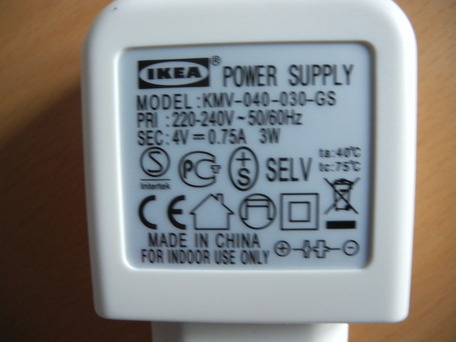 IKEA® POWER SUPPLY
MODEL:KMV-040-030-GS
PRI :220-240V~50/60Hz
SEC:4V⎓0.75A 3W
S Intertek PC +S SELV ta:40℃ tc:75℃
CE
MADE IN CHINA
FOR INDOOR USE ONLY